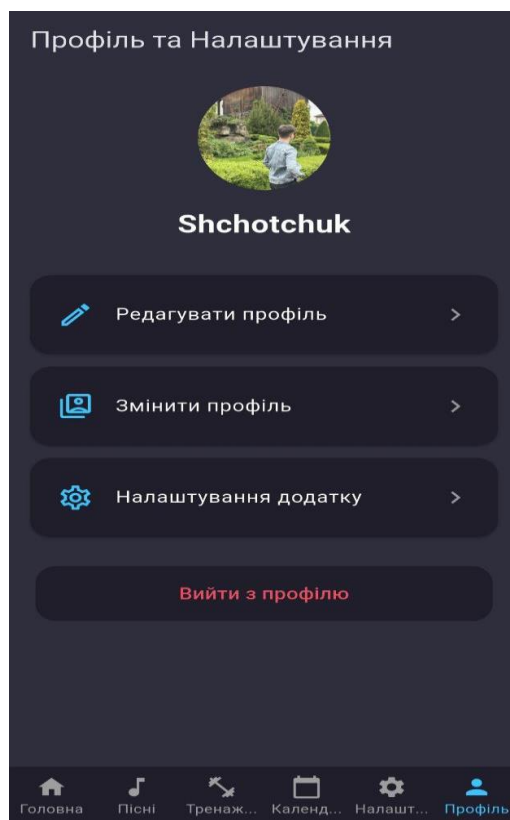 Профіль та Налаштування
Shchotchuk
Редагувати профіль
Змінити профіль
Налаштування додатку
Вийти з профілю
Головна Пісні Тренаж... Календ... Налашт... Профіль